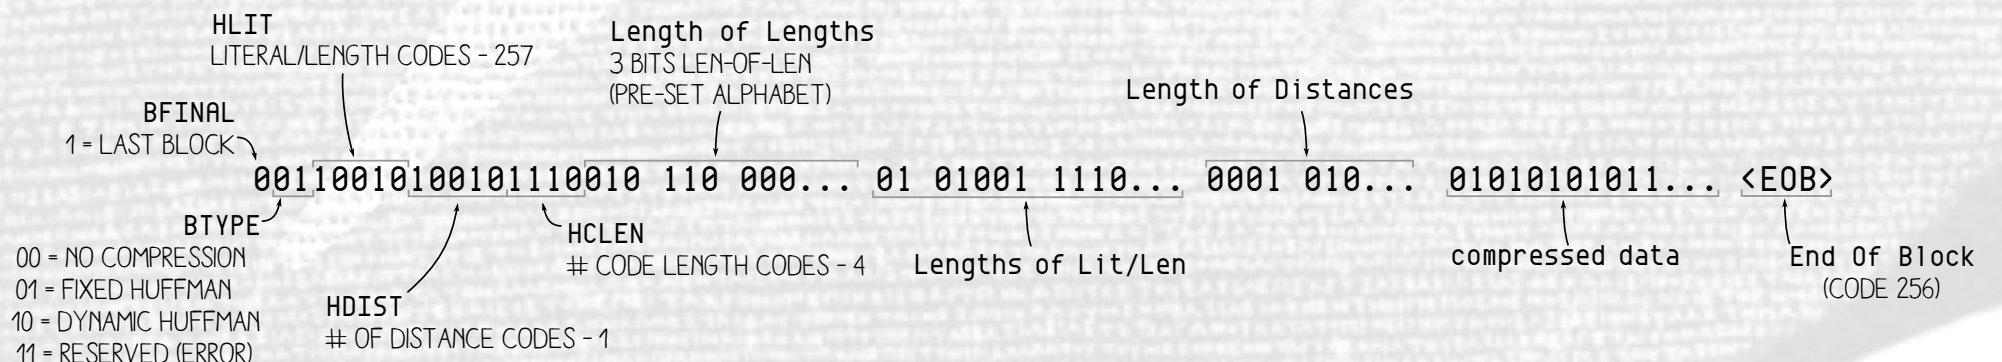 HLIT
LITERAL/LENGTH CODES - 257
Length of Lengths
3 BITS LEN-OF-LEN
(PRE-SET ALPHABET)
Length of Distances
BFINAL
1 = LAST BLOCK
00110010100101110010 110 000... 01 01001 1110... 0001 010... 01010101011... <EOB>
BTYPE
00 = NO COMPRESSION
01 = FIXED HUFFMAN
10 = DYNAMIC HUFFMAN
11 = RESERVED (ERROR)
HDIST
# OF DISTANCE CODES - 1
HCLEN
# CODE LENGTH CODES - 4
Lengths of Lit/Len
compressed data
End Of Block
(CODE 256)